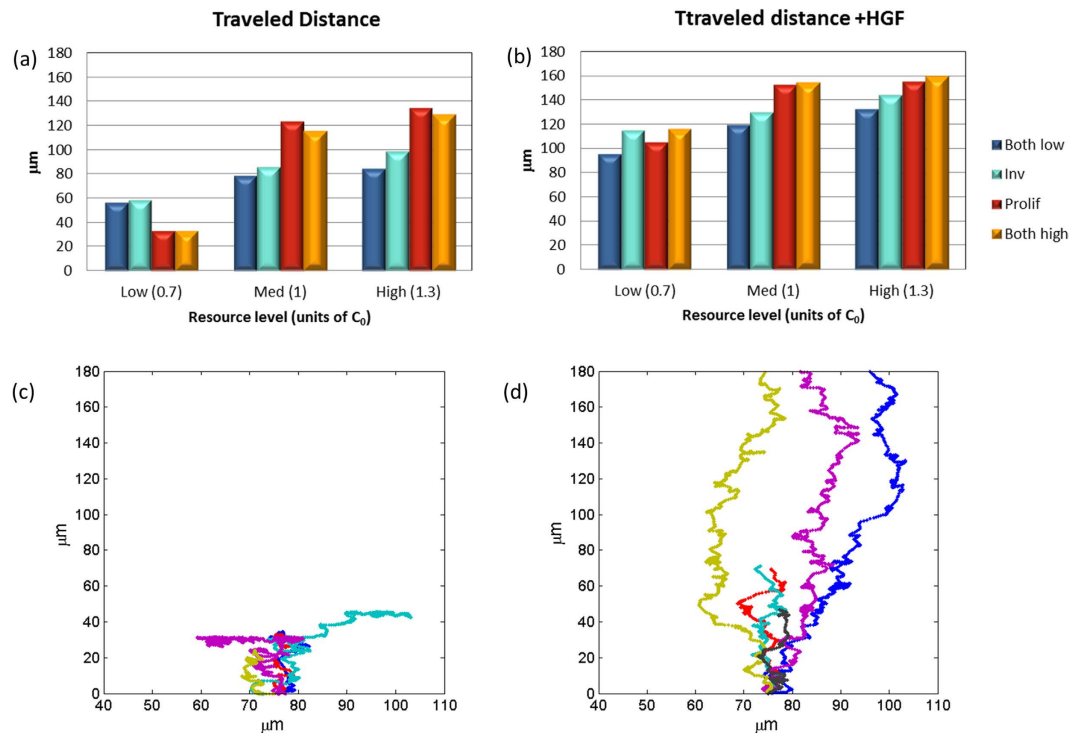 Traveled Distance
(a)
180
160
140
120
100
80
60
40
20
0
µm
Low (0.7) Med (1) High (1.3)
Resource level (units of C₀)
Ttraveled distance +HGF
(b)
180
160
140
120
100
80
60
40
20
0
µm
Low (0.7) Med (1) High (1.3)
Resource level (units of C₀)
Both low
Inv
Prolif
Both high
(c)
180
160
140
120
100
80
60
40
20
0
µm
40 50 60 70 80 90 100 110
µm
(d)
180
160
140
120
100
80
60
40
20
0
µm
40 50 60 70 80 90 100 110
µm